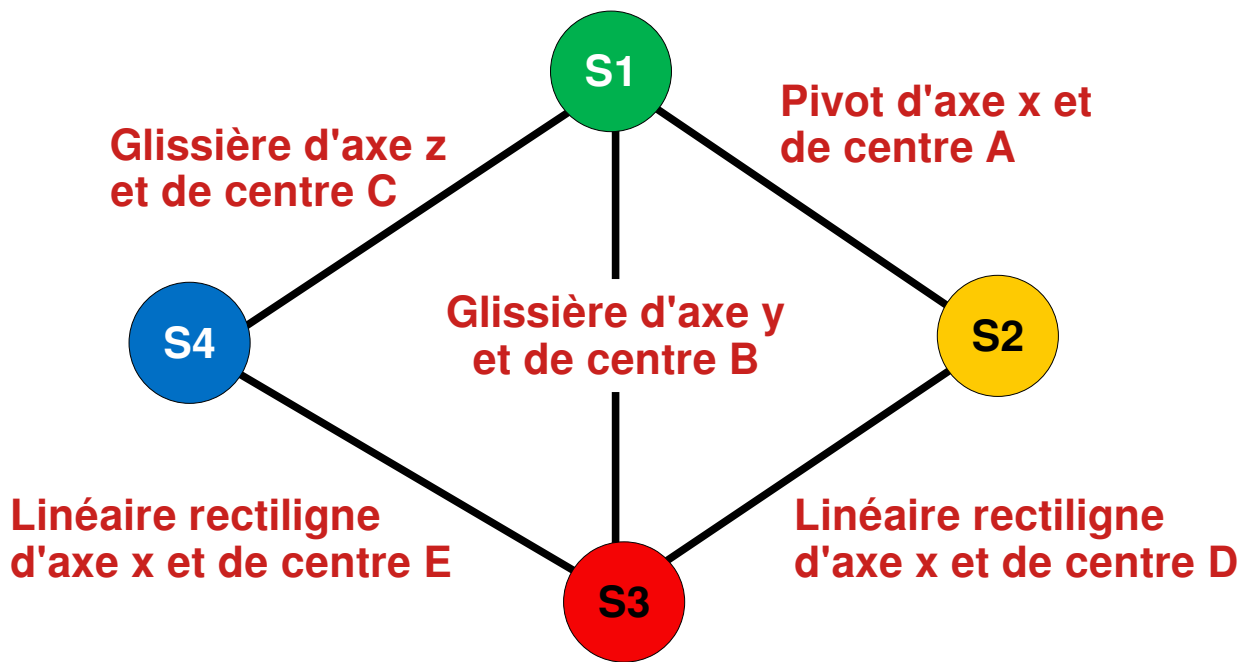 S1
Pivot d'axe x et
de centre A
Glissière d'axe z
et de centre C
Glissière d'axe y
et de centre B
S4
S2
Linéaire rectiligne
d'axe x et de centre E
Linéaire rectiligne
d'axe x et de centre D
S3